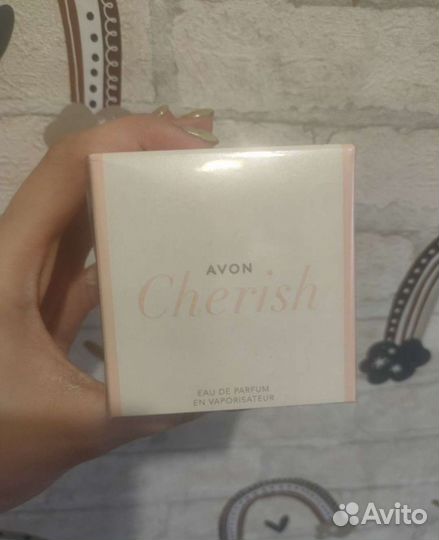 AVON
Cherish
EAU DE PARFUM
EN VAPORISATEUR
Avito